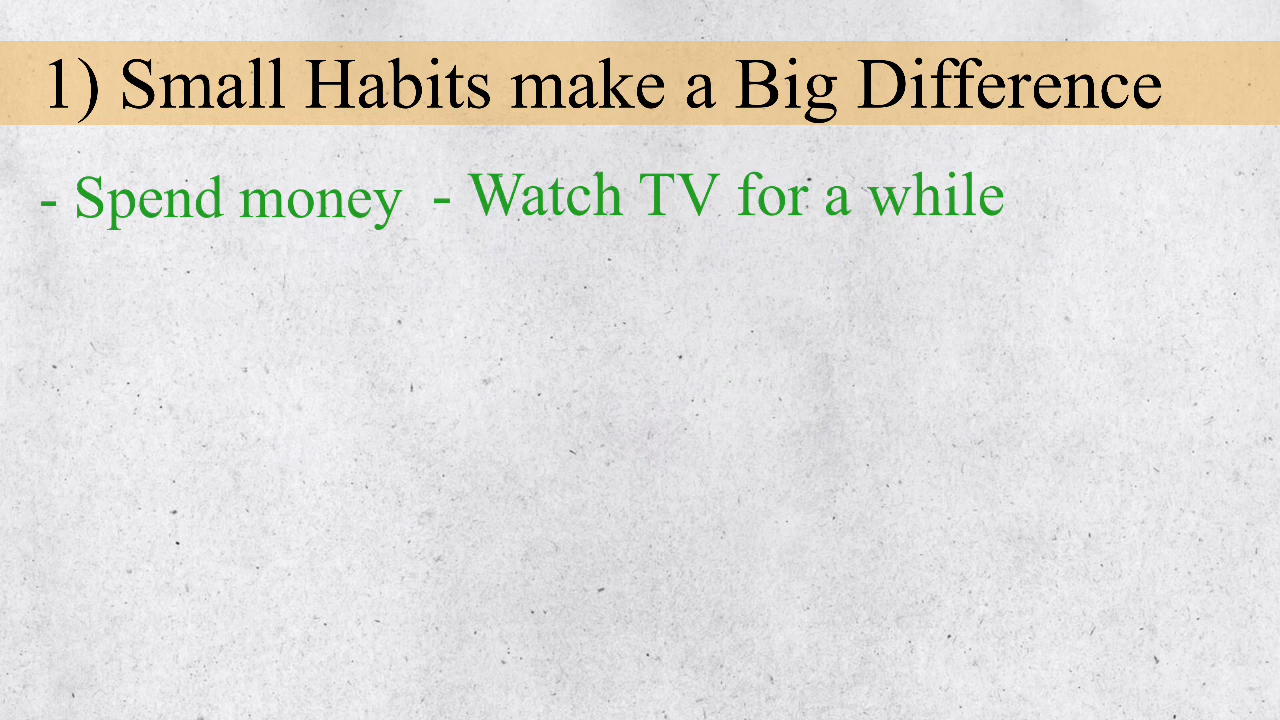 1) Small Habits make a Big Difference
- Spend money - Watch TV for a while